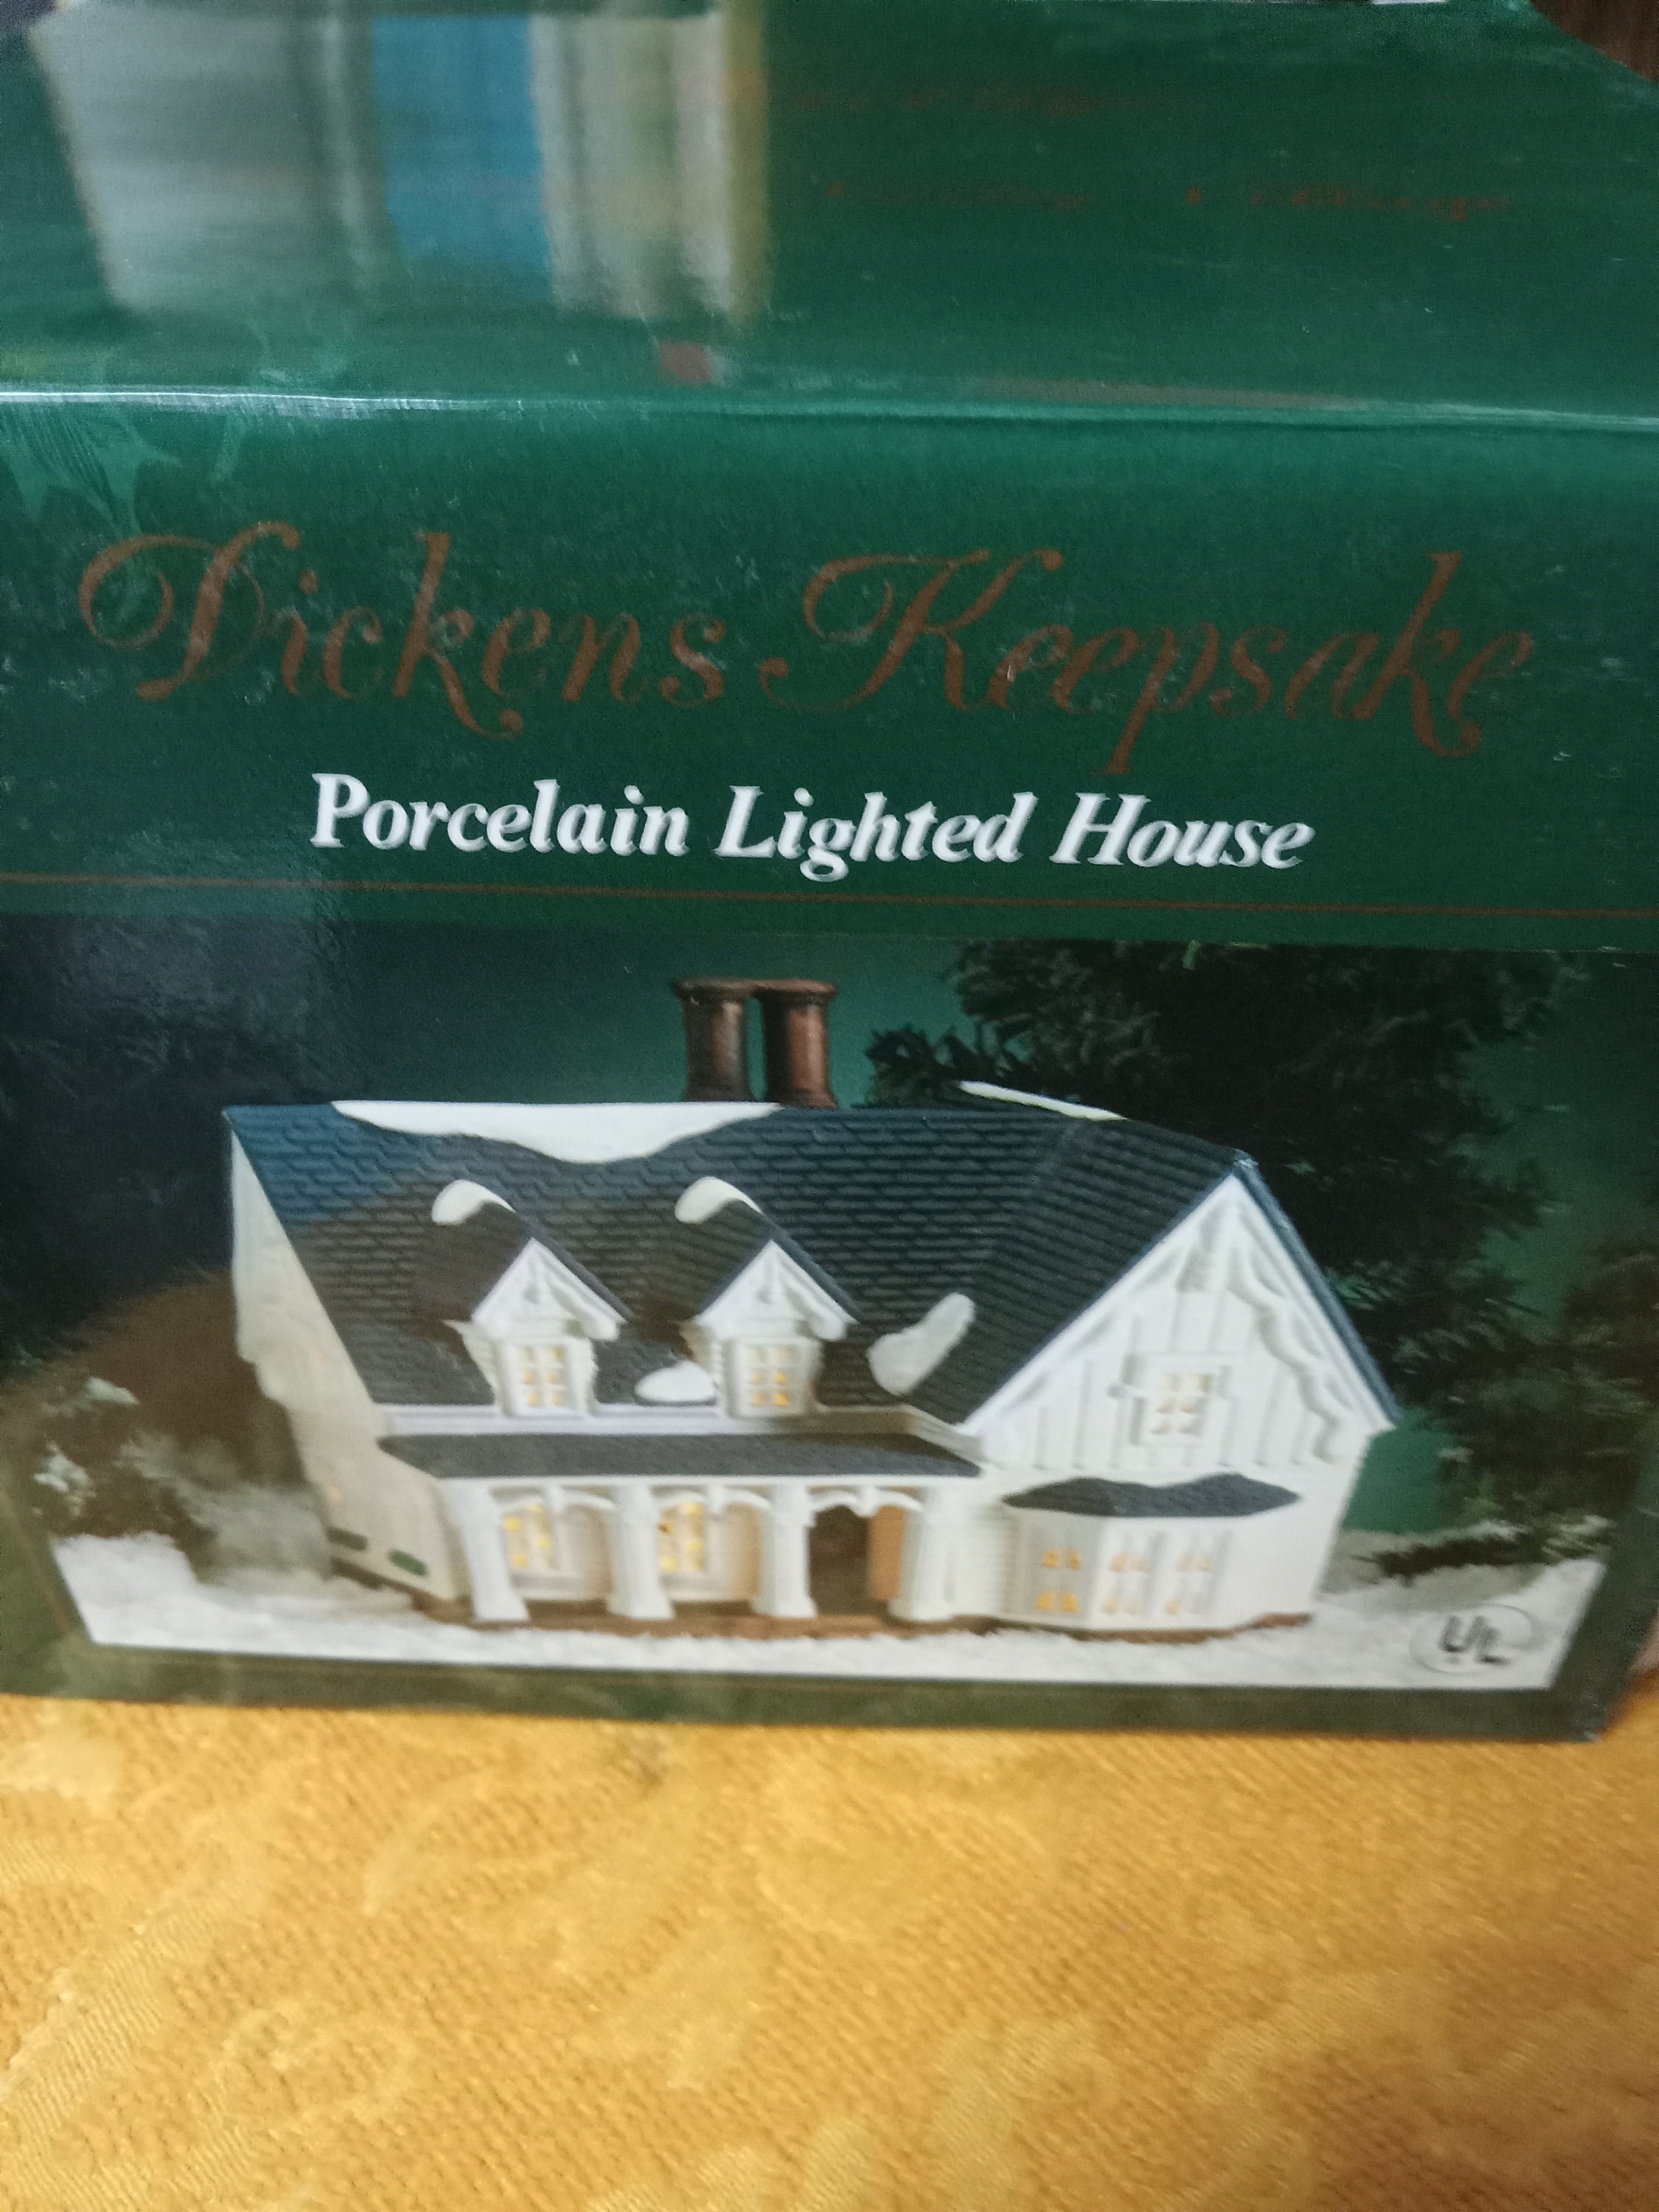 Dickens Keepsake
Porcelain Lighted House
UL